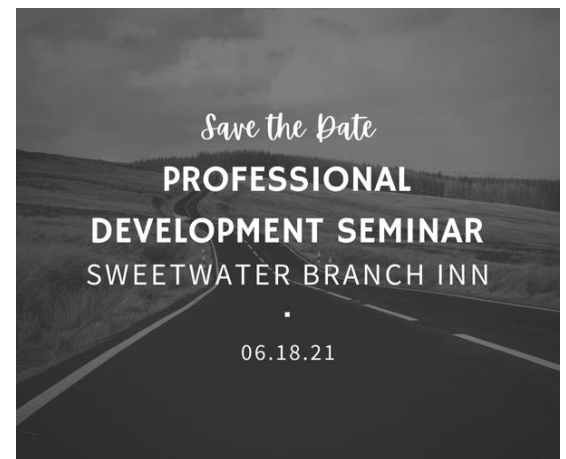 Save the Date
PROFESSIONAL
DEVELOPMENT SEMINAR
SWEETWATER BRANCH INN
.
06.18.21